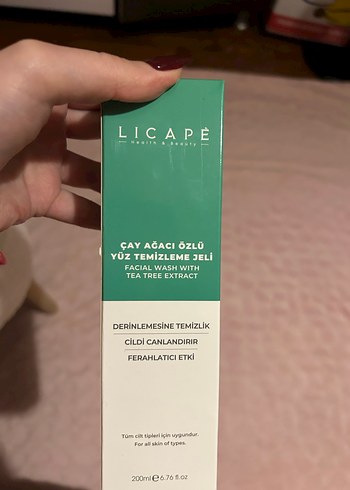 LICAPÈ
Health & Beauty
ÇAY AĞACI ÖZLÜ
YÜZ TEMİZLEME JELİ
FACIAL WASH WITH
TEA TREE EXTRACT
DERİNLEMESİNE TEMİZLİK
CİLDİ CANLANDIRIR
FERAHLATICI ETKİ
Tüm cilt tipleri için uygundur.
For all skin of types.
200ml ℮ 6.76 fl.oz